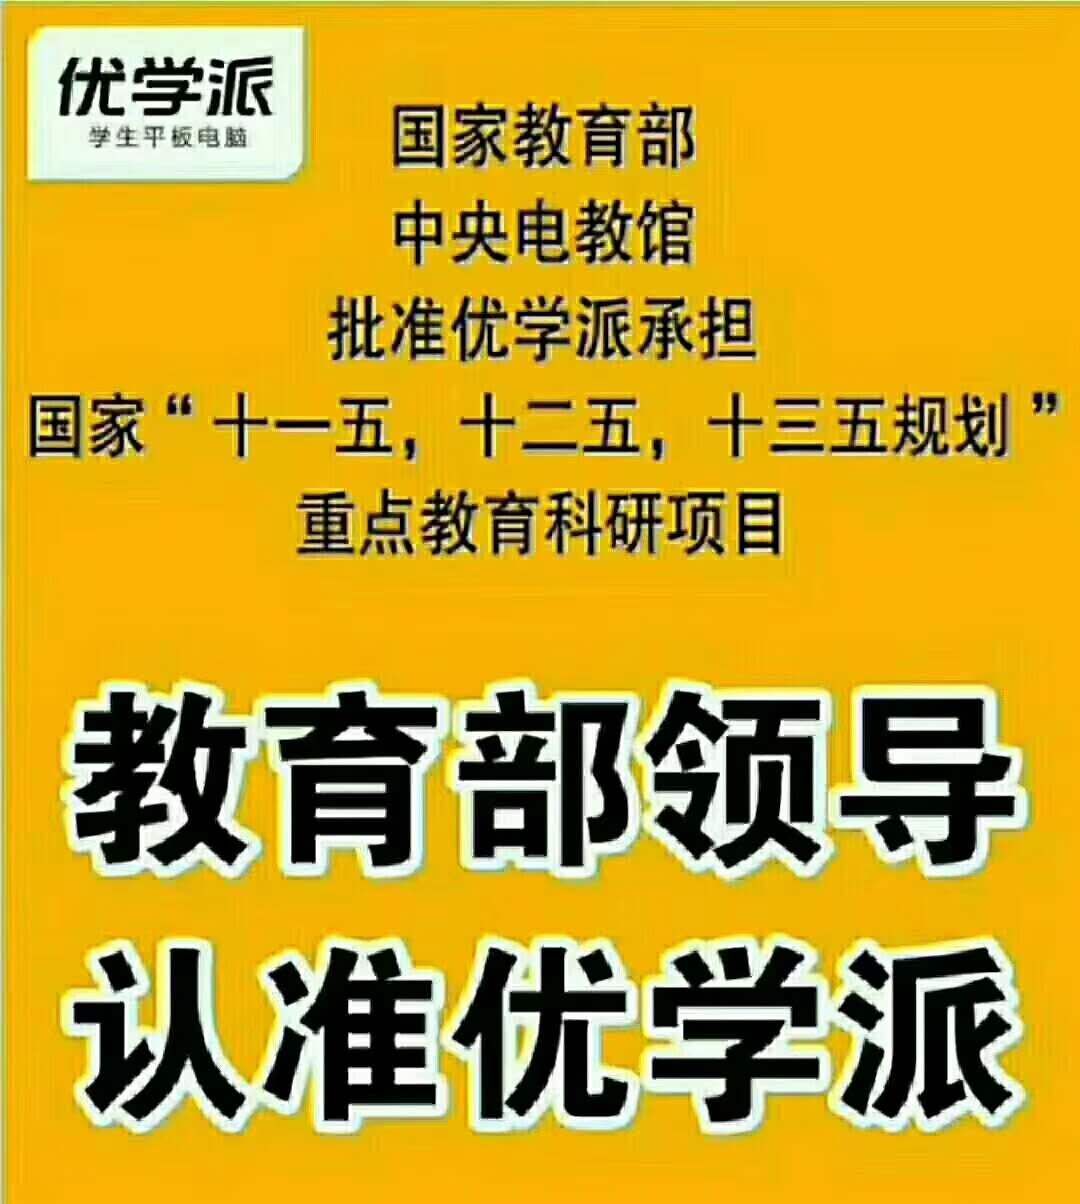 优学派
学生平板电脑
国家教育部
中央电教馆
批准优学派承担
国家“十一五，十二五，十三五规划”
重点教育科研项目
教育部领导
认准优学派